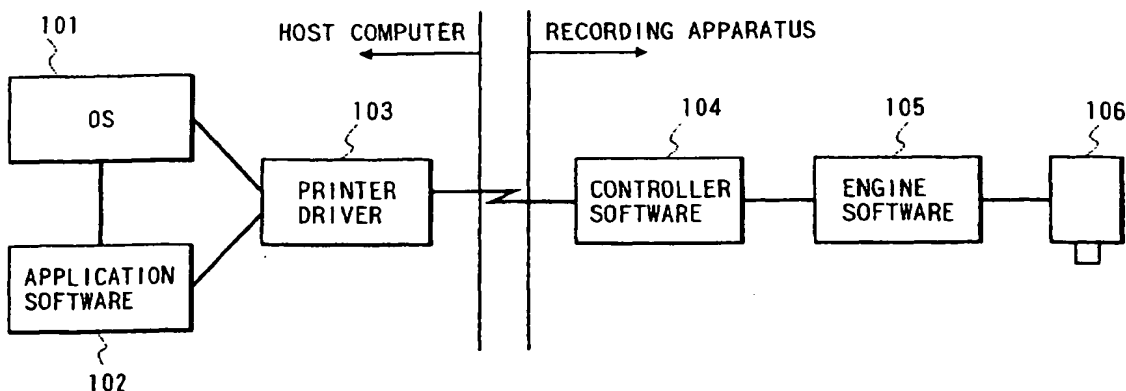 101
HOST COMPUTER
RECORDING APPARATUS
OS
103
104
105
106
PRINTER
DRIVER
CONTROLLER
SOFTWARE
ENGINE
SOFTWARE
APPLICATION
SOFTWARE
102